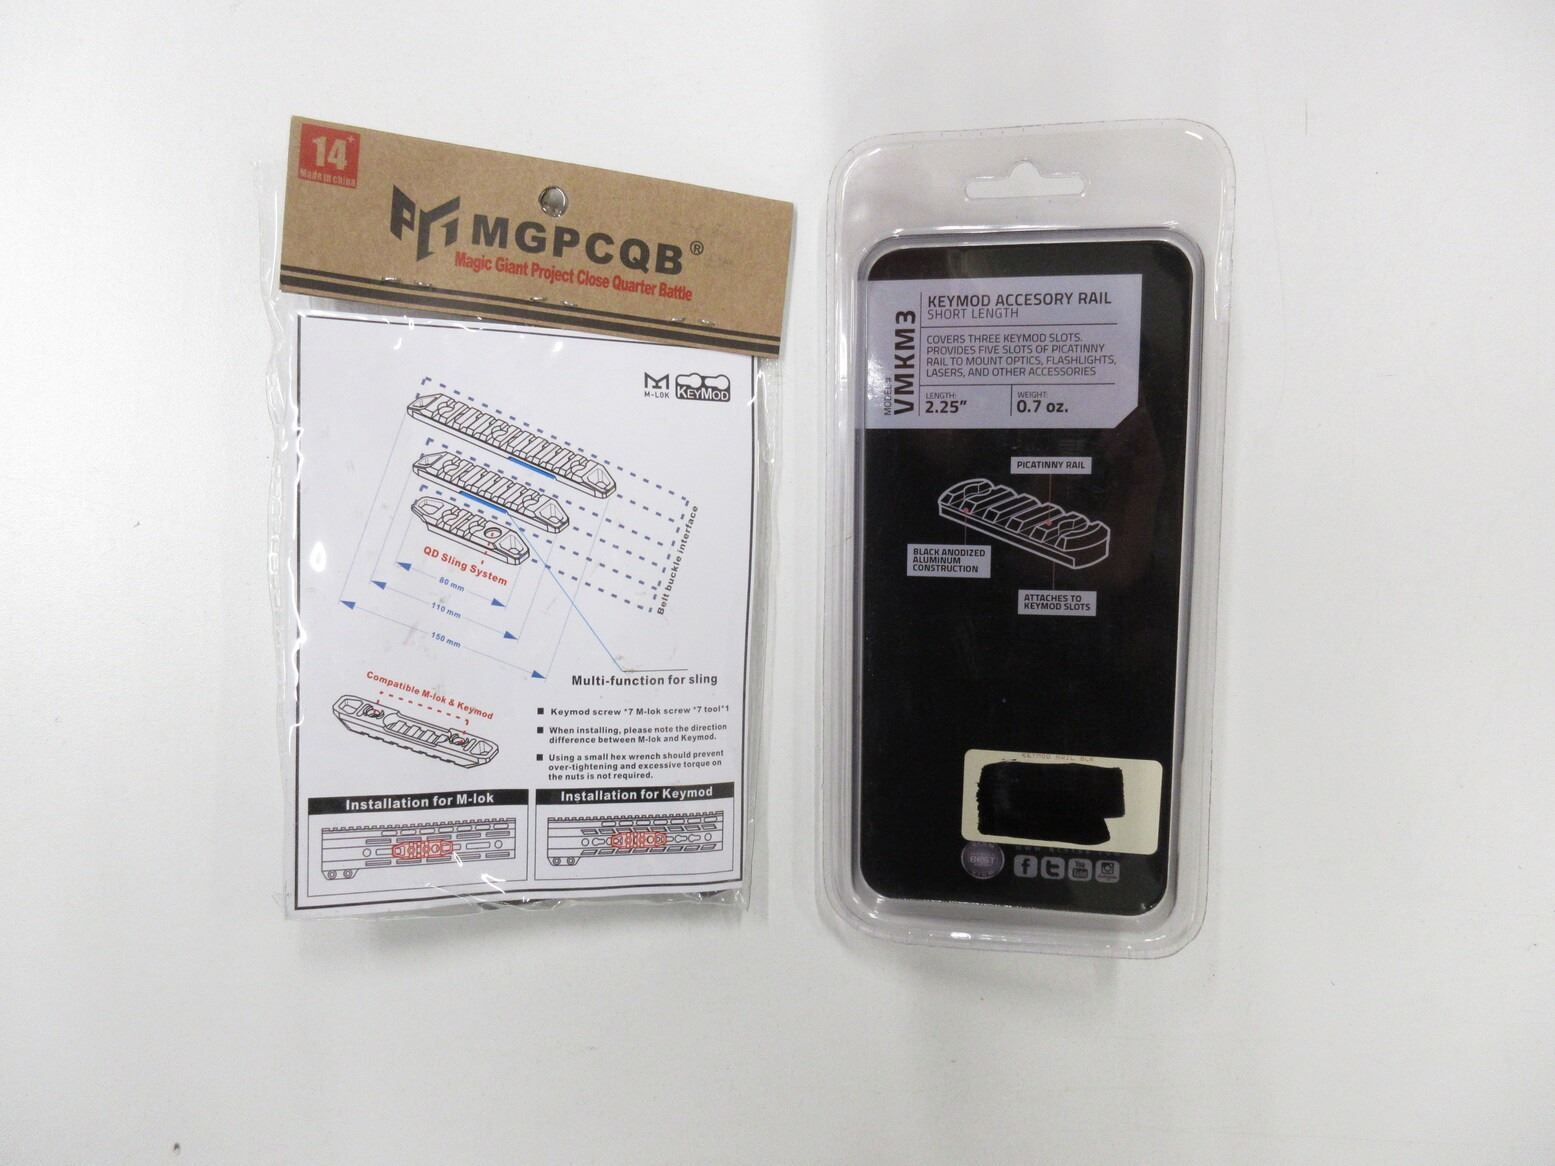 14+
Made in china
MGPCQB®
Magic Giant Project Close Quarter Battle
M-LOK
KEYMOD
Belt buckle interface
QD Sling System
80 mm
110 mm
150 mm
Multi-function for sling
Compatible M-lok & Keymod
Keymod screw *7 M-lok screw *7 tool*1
When installing, please note the direction
difference between M-lok and Keymod.
Using a small hex wrench should prevent
over-tightening and excessive torque on
the nuts is not required.
Installation for M-lok
Installation for Keymod
MODEL#
VMKM3
KEYMOD ACCESORY RAIL
SHORT LENGTH
COVERS THREE KEYMOD SLOTS.
PROVIDES FIVE SLOTS OF PICATINNY
RAIL TO MOUNT OPTICS, FLASHLIGHTS,
LASERS, AND OTHER ACCESSORIES
LENGTH:
2.25”
WEIGHT:
0.7 oz.
PICATINNY RAIL
BLACK ANODIZED
ALUMINUM
CONSTRUCTION
ATTACHES TO
KEYMOD SLOTS
KEYMOD RAIL BLK
BEST
You
Tube